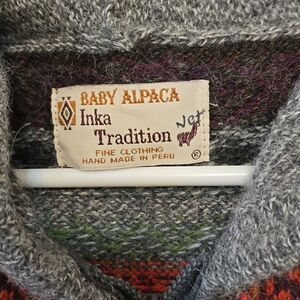 BABY ALPACA
Inka
Tradition
FINE CLOTHING
HAND MADE IN PERU ®